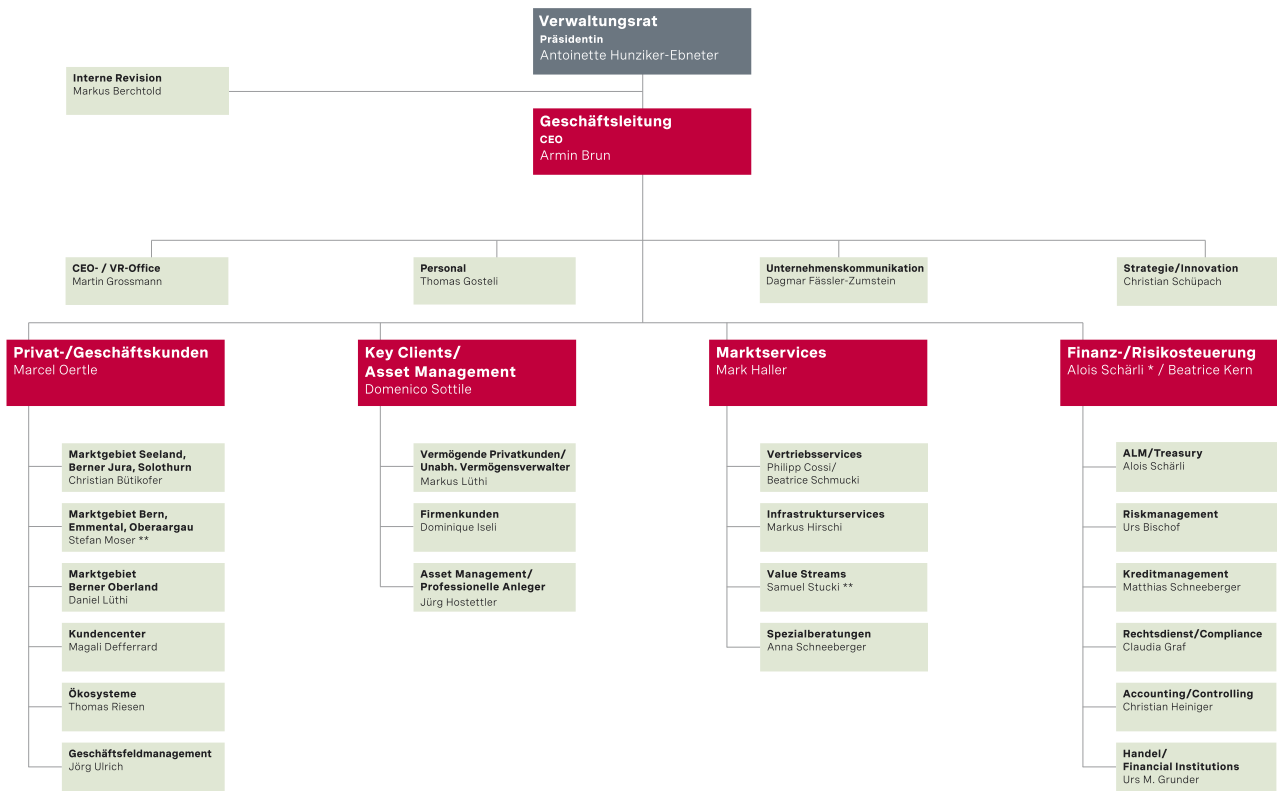 Verwaltungsrat
Präsidentin
Antoinette Hunziker-Ebneter
Interne Revision
Markus Berchtold
Geschäftsleitung
CEO
Armin Brun
CEO- / VR-Office
Martin Grossmann
Personal
Thomas Gosteli
Unternehmenskommunikation
Dagmar Fässler-Zumstein
Strategie/Innovation
Christian Schüpach
Privat-/Geschäftskunden
Marcel Oertle
Marktgebiet Seeland,
Berner Jura, Solothurn
Christian Bütikofer
Marktgebiet Bern,
Emmental, Oberaargau
Stefan Moser **
Marktgebiet
Berner Oberland
Daniel Lüthi
Kundencenter
Magali Defferrard
Ökosysteme
Thomas Riesen
Geschäftsfeldmanagement
Jörg Ulrich
Key Clients/
Asset Management
Domenico Sottile
Vermögende Privatkunden/
Unabh. Vermögensverwalter
Markus Lüthi
Firmenkunden
Dominique Iseli
Asset Management/
Professionelle Anleger
Jürg Hostettler
Marktservices
Mark Haller
Vertriebsservices
Philipp Cossi/
Beatrice Schmucki
Infrastrukturservices
Markus Hirschi
Value Streams
Samuel Stucki **
Spezialberatungen
Anna Schneeberger
Finanz-/Risikosteuerung
Alois Schärli * / Beatrice Kern
ALM/Treasury
Alois Schärli
Riskmanagement
Urs Bischof
Kreditmanagement
Matthias Schneeberger
Rechtsdienst/Compliance
Claudia Graf
Accounting/Controlling
Christian Heiniger
Handel/
Financial Institutions
Urs M. Grunder